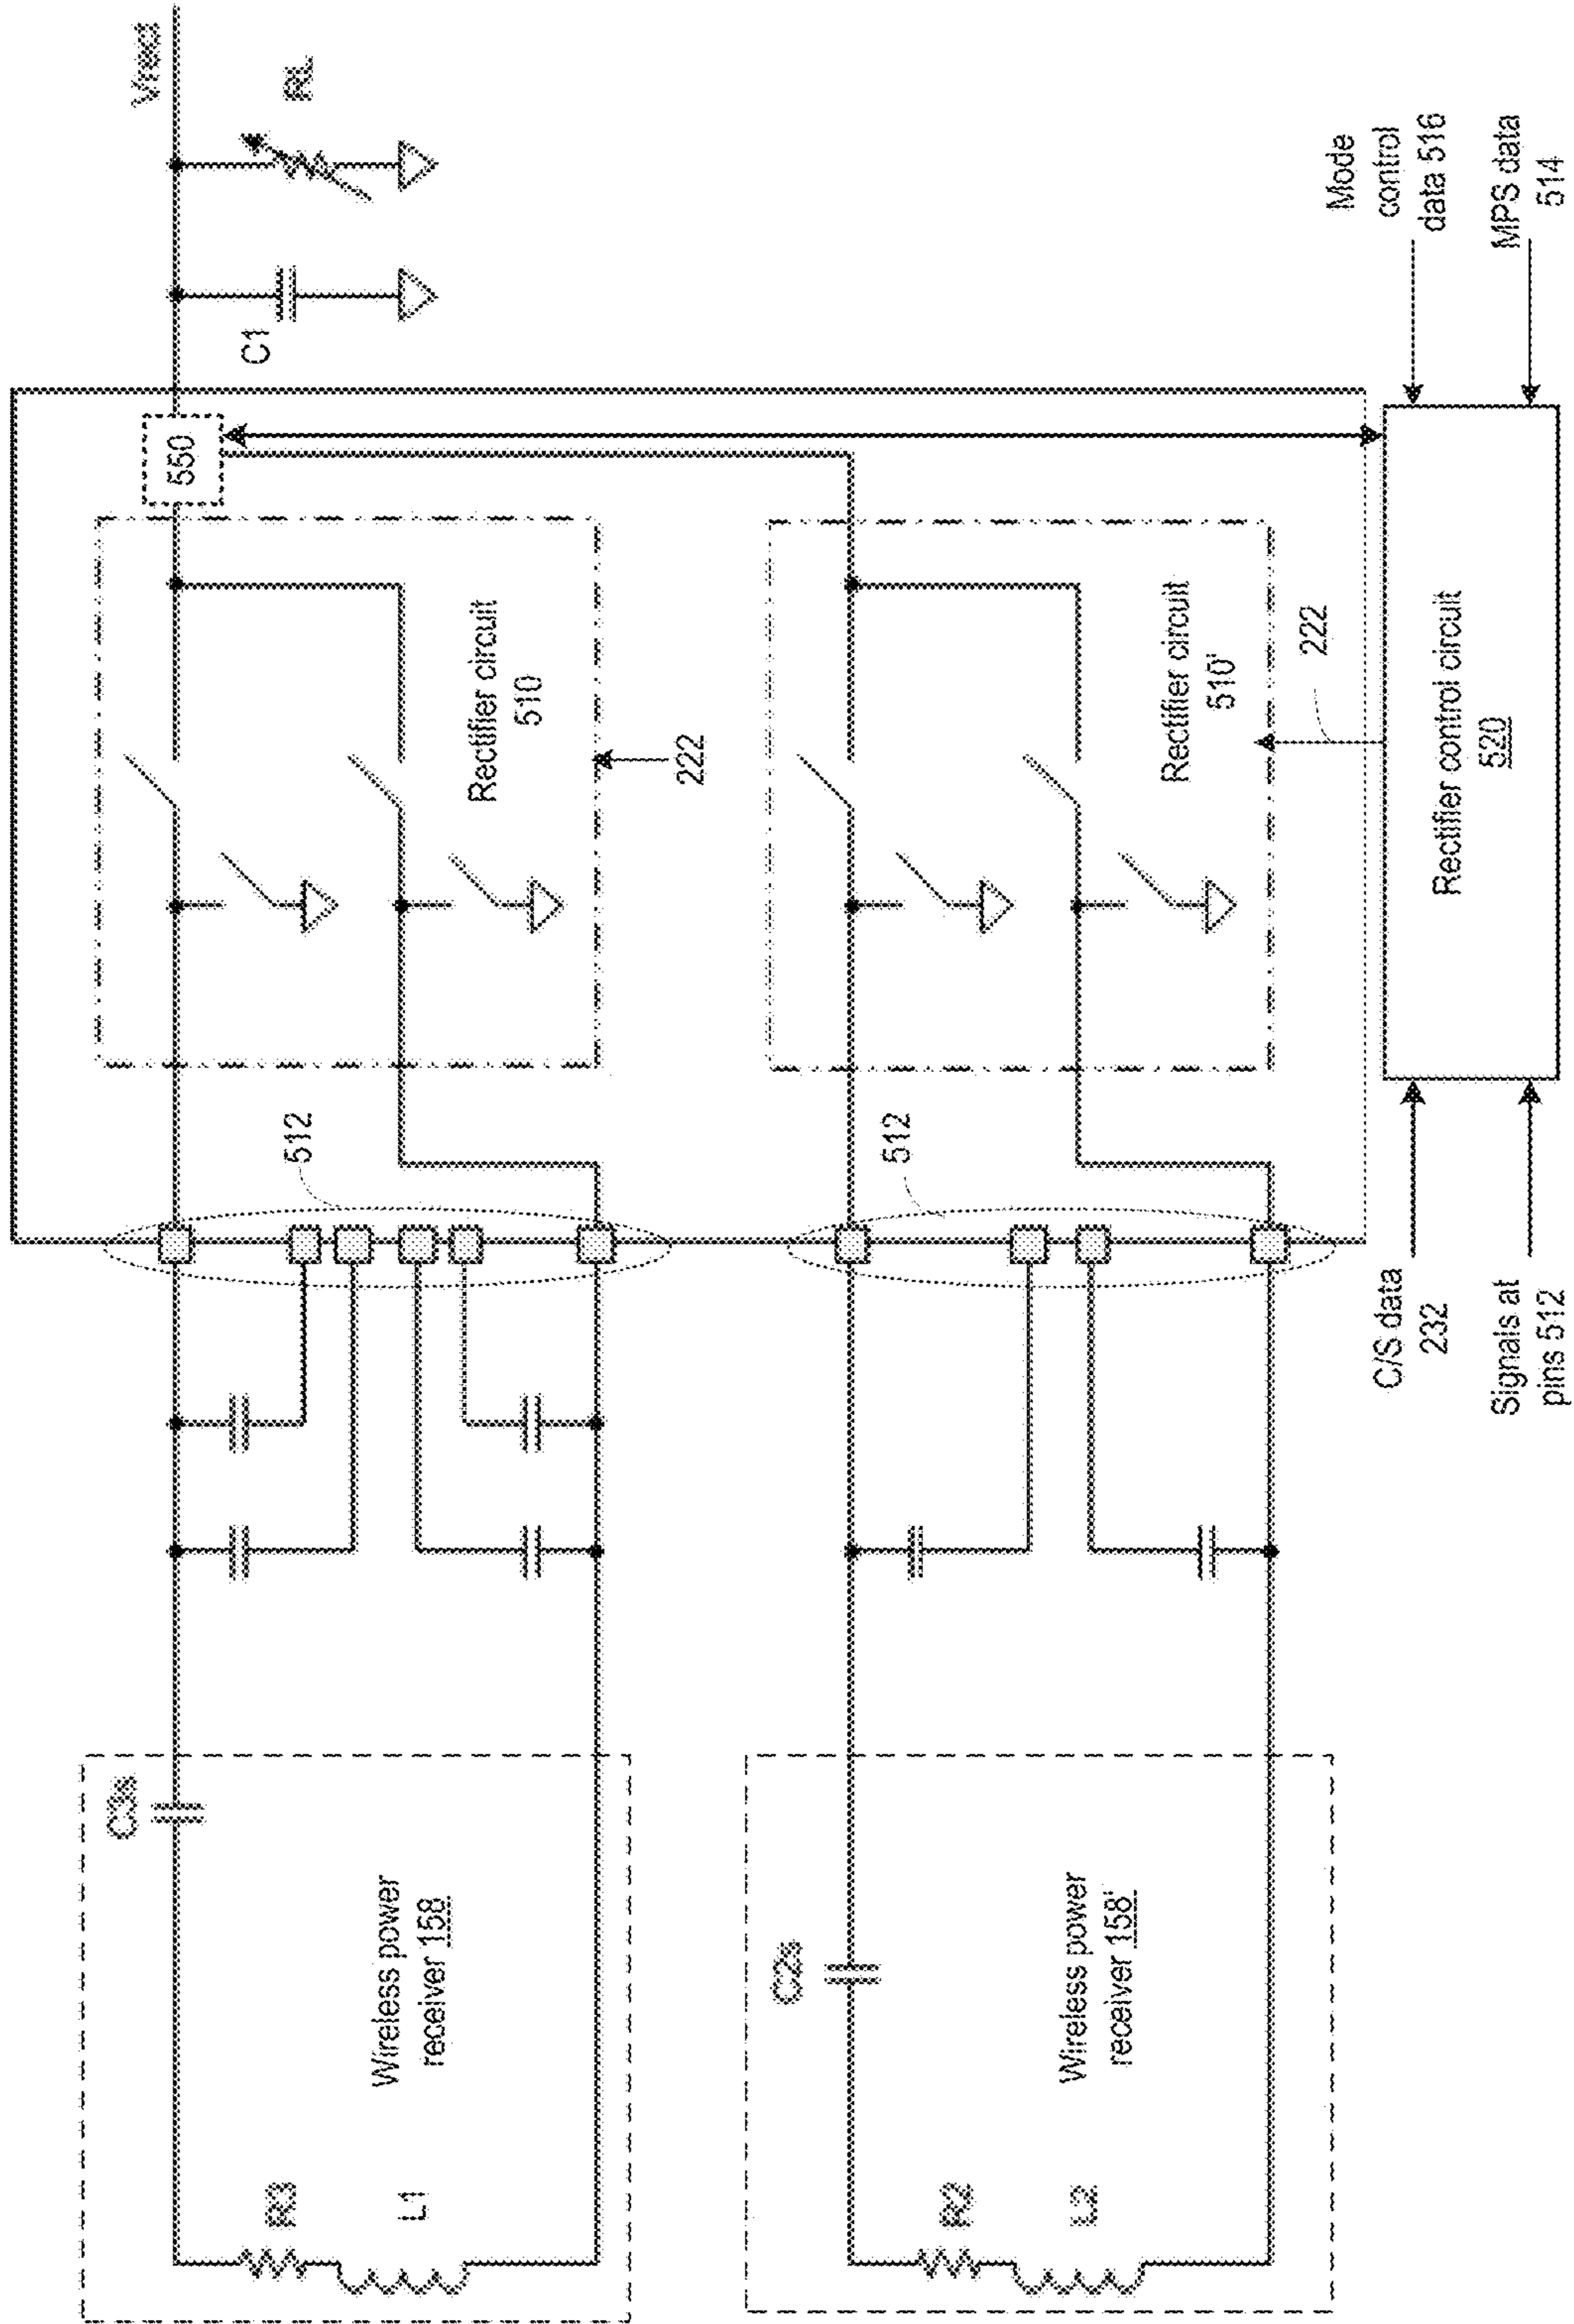 Vrect
RL
C1
550
Rectifier circuit
510
222
512
C3s
Wireless power
receiver 158
R3
L1
Rectifier circuit
510'
222
512
C2s
Wireless power
receiver 158'
R2
L2
Rectifier control circuit
520
Mode
control
data 516
MPS data
514
C/S data
232
Signals at
pins 512